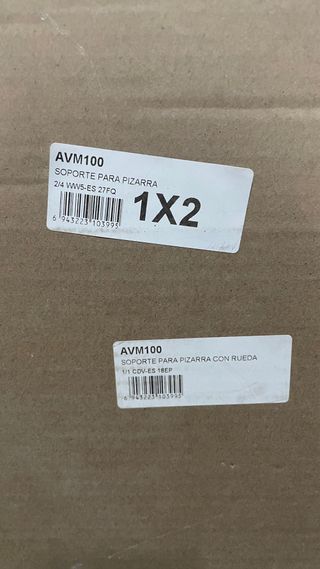 AVM100
SOPORTE PARA PIZARRA
2/4 WW5-ES 27FQ
1X2
6 943223 103995
AVM100
SOPORTE PARA PIZARRA CON RUEDA
1/1 CDV-ES 18EP
6 943223 103995